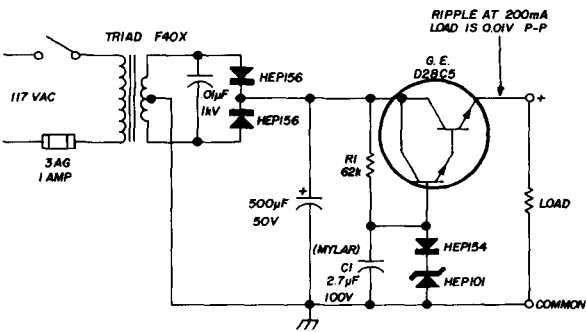 TRIAD F40X
117 VAC
3AG
1 AMP
.01µF
1kV
HEP156
HEP156
500µF
50V
+
R1
62k
(MYLAR)
C1
2.7µF
100V
G.E.
D28C5
HEP154
HEP101
RIPPLE AT 200mA
LOAD IS 0.01V P-P
+
LOAD
COMMON